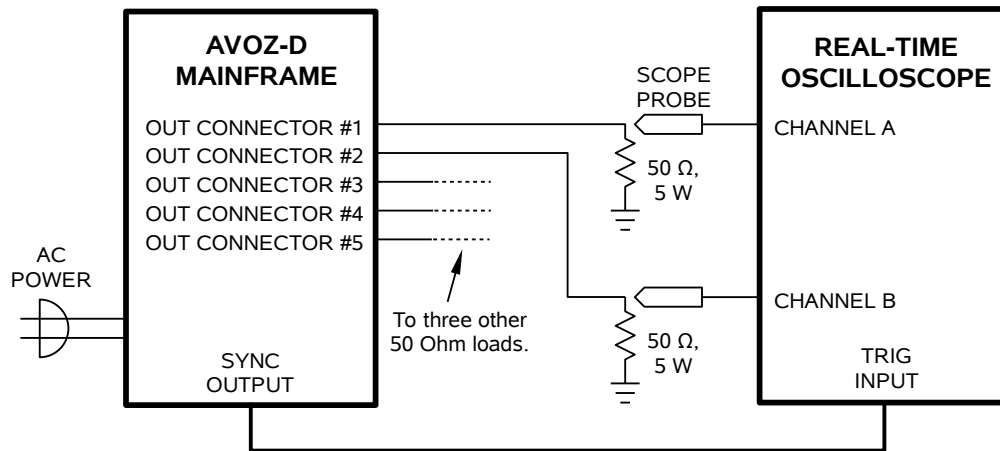 AVOZ-D
MAINFRAME
OUT CONNECTOR #1
OUT CONNECTOR #2
OUT CONNECTOR #3
OUT CONNECTOR #4
OUT CONNECTOR #5
AC
POWER
SYNC
OUTPUT
To three other
50 Ohm loads.
SCOPE
PROBE
50 Ω,
5 W
50 Ω,
5 W
REAL-TIME
OSCILLOSCOPE
CHANNEL A
CHANNEL B
TRIG
INPUT